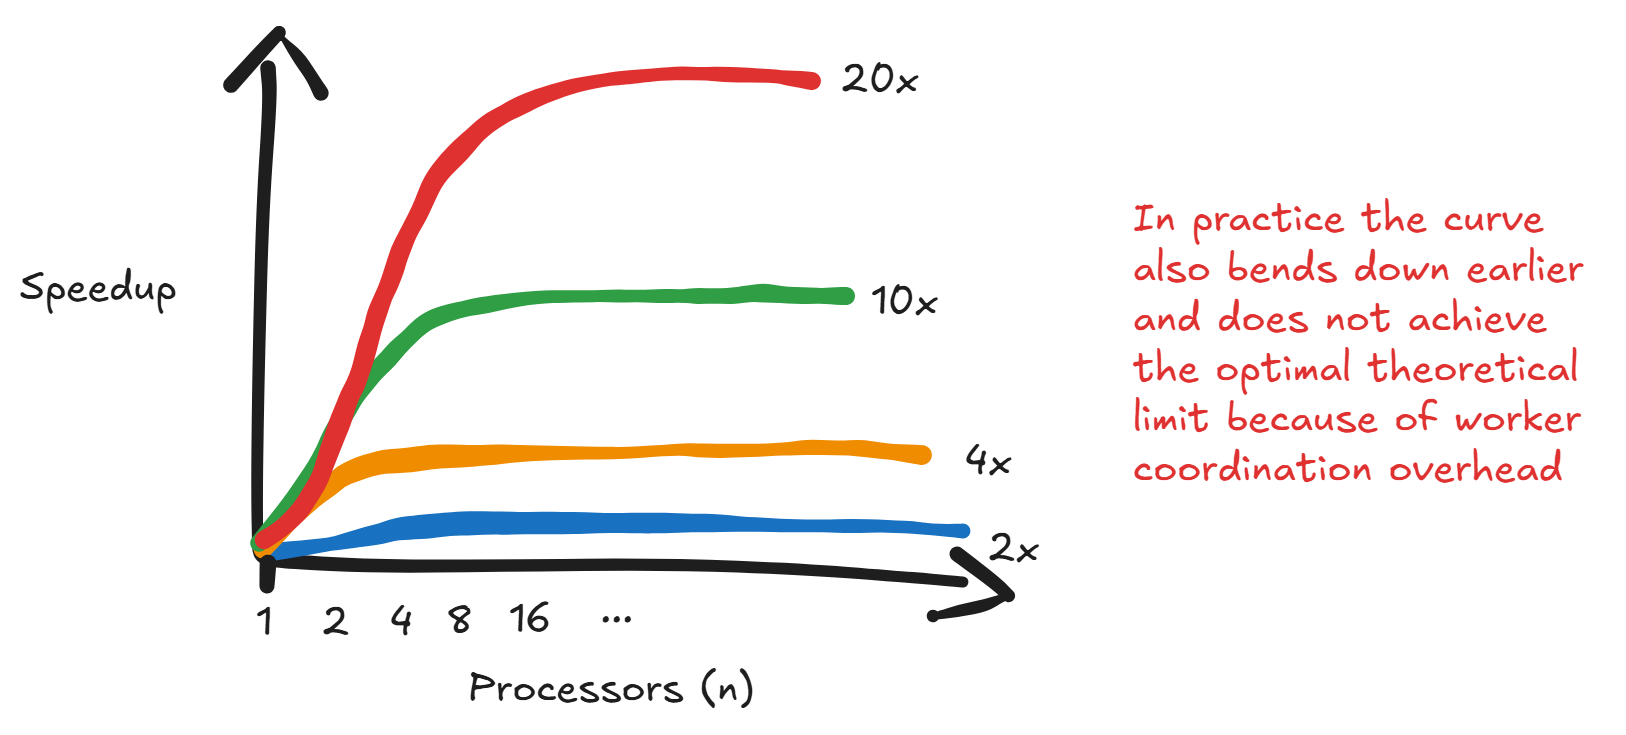 20x
Speedup
10x
In practice the curve
also bends down earlier
and does not achieve
the optimal theoretical
limit because of worker
coordination overhead
4x
2x
1 2 4 8 16 ...
Processors (n)